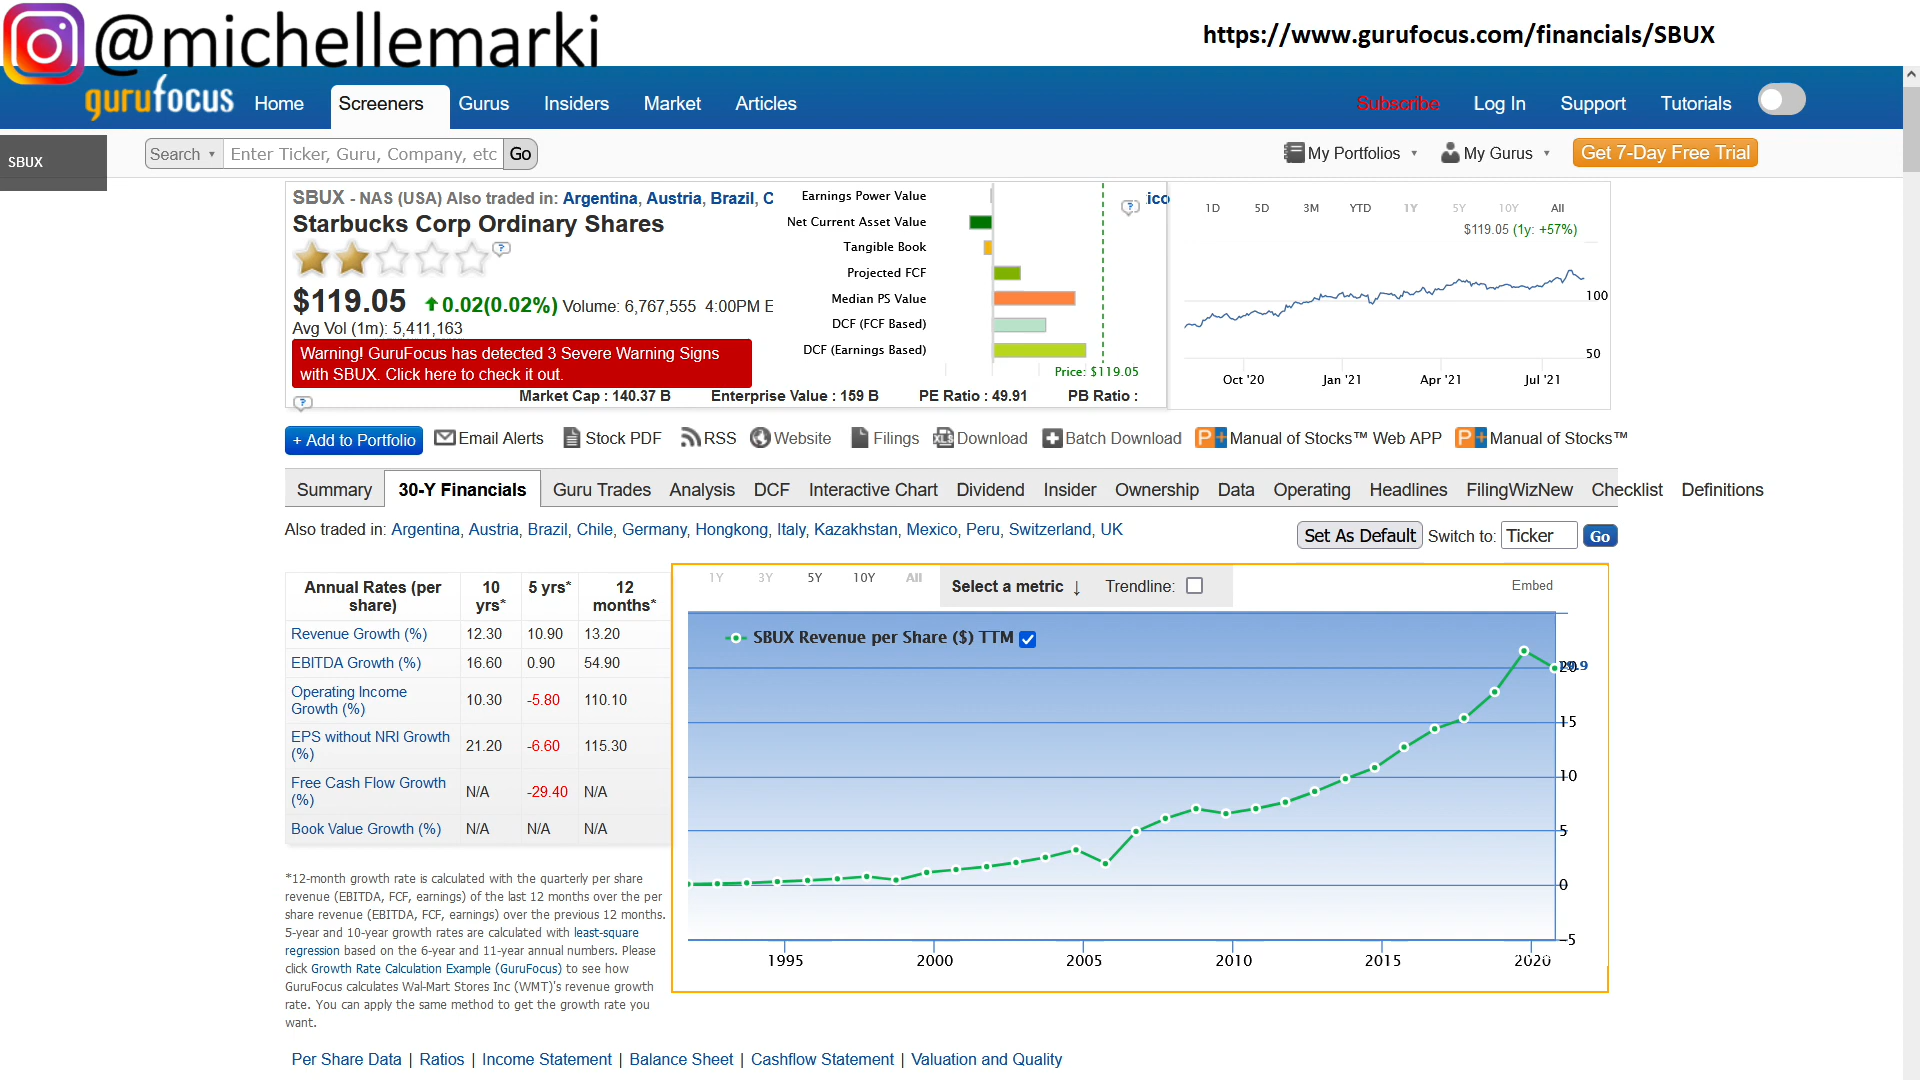 @michellemarki
https://www.gurufocus.com/financials/SBUX
gurufocus Home Screeners Gurus Insiders Market Articles Subscribe Log In Support Tutorials
SBUX
Search ▾ Enter Ticker, Guru, Company, etc Go My Portfolios ▾ My Gurus ▾ Get 7-Day Free Trial
SBUX - NAS (USA) Also traded in: Argentina, Austria, Brazil, C
ico
Starbucks Corp Ordinary Shares
?
$119.05 0.02(0.02%) Volume: 6,767,555 4:00PM E
Avg Vol (1m): 5,411,163
Warning! GuruFocus has detected 3 Severe Warning Signs
with SBUX. Click here to check it out.
?
Earnings Power Value
Net Current Asset Value
Tangible Book
Projected FCF
Median PS Value
DCF (FCF Based)
DCF (Earnings Based)
Price: $119.05
?
Market Cap : 140.37 B Enterprise Value : 159 B PE Ratio : 49.91 PB Ratio :
1D 5D 3M YTD 1Y 5Y 10Y All
$119.05 (1y: +57%)
100
50
Oct '20 Jan '21 Apr '21 Jul '21
+ Add to Portfolio Email Alerts Stock PDF RSS Website Filings XLS Download Batch Download P+ Manual of Stocks™ Web APP P+ Manual of Stocks™
Summary 30-Y Financials Guru Trades Analysis DCF Interactive Chart Dividend Insider Ownership Data Operating Headlines FilingWizNew Checklist Definitions
Also traded in: Argentina, Austria, Brazil, Chile, Germany, Hongkong, Italy, Kazakhstan, Mexico, Peru, Switzerland, UK
Set As Default Switch to: Ticker Go
Annual Rates (per share) 10 yrs* 5 yrs* 12 months*
Revenue Growth (%) 12.30 10.90 13.20
EBITDA Growth (%) 16.60 0.90 54.90
Operating Income Growth (%) 10.30 -5.80 110.10
EPS without NRI Growth (%) 21.20 -6.60 115.30
Free Cash Flow Growth (%) N/A -29.40 N/A
Book Value Growth (%) N/A N/A N/A
1Y 3Y 5Y 10Y All Select a metric ↓ Trendline: Embed
SBUX Revenue per Share ($) TTM
20
15
10
5
0
-5
1995 2000 2005 2010 2015 2020
*12-month growth rate is calculated with the quarterly per share
revenue (EBITDA, FCF, earnings) of the last 12 months over the per
share revenue (EBITDA, FCF, earnings) over the previous 12 months.
5-year and 10-year growth rates are calculated with least-square
regression based on the 6-year and 11-year annual numbers. Please
click Growth Rate Calculation Example (GuruFocus) to see how
GuruFocus calculates Wal-Mart Stores Inc (WMT)'s revenue growth
rate. You can apply the same method to get the growth rate you
want.
Per Share Data | Ratios | Income Statement | Balance Sheet | Cashflow Statement | Valuation and Quality